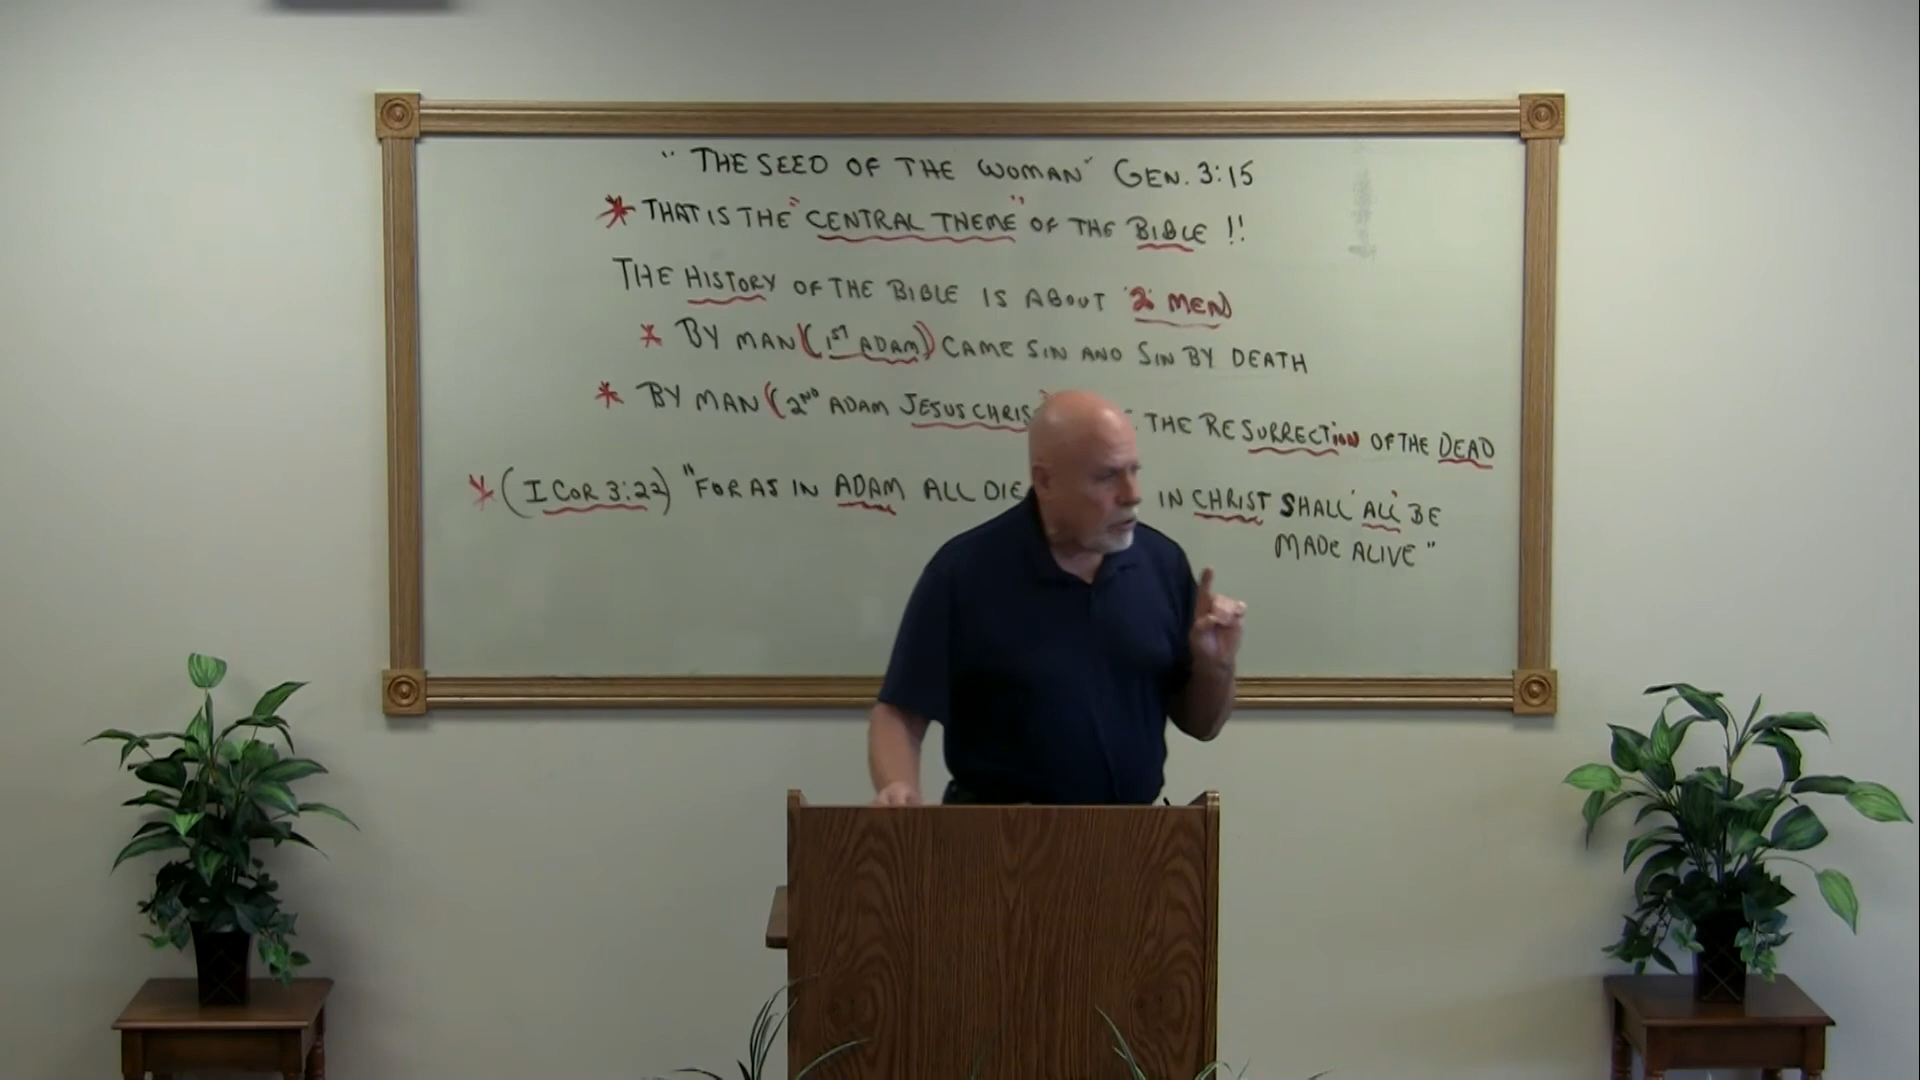 "THE SEED OF THE WOMAN" GEN. 3:15
* THAT IS THE "CENTRAL THEME" OF THE BIBLE !!
THE HISTORY OF THE BIBLE IS ABOUT "2" MEN
* BY MAN (1ST ADAM) CAME SIN AND SIN BY DEATH
* BY MAN (2ND ADAM JESUS CHRIS THE RESURRECTION OF THE DEAD
* (I COR 3:22) "FOR AS IN ADAM ALL DIE IN CHRIST SHALL "ALL" BE
MADE ALIVE"